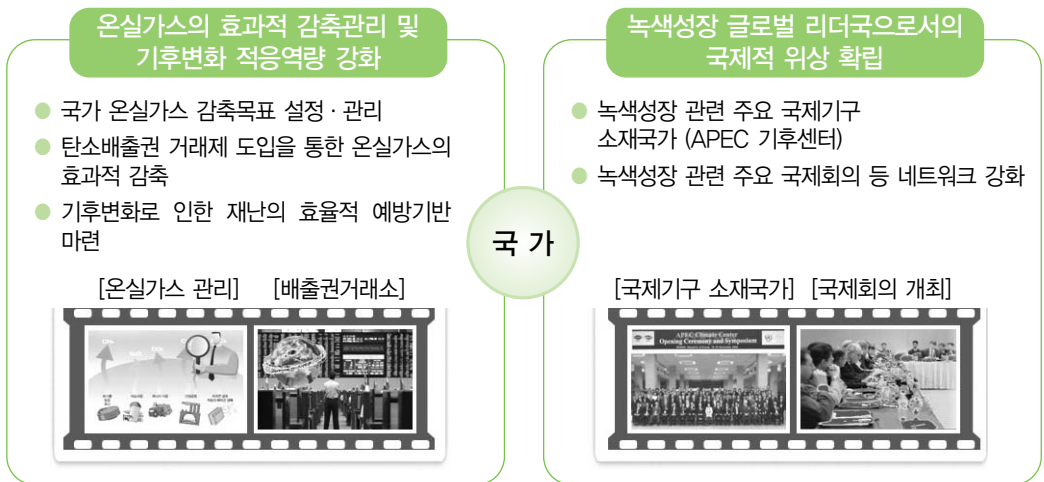 온실가스의 효과적 감축관리 및
기후변화 적응역량 강화
국가 온실가스 감축목표 설정 · 관리
탄소배출권 거래제 도입을 통한 온실가스의
효과적 감축
기후변화로 인한 재난의 효율적 예방기반
마련
[온실가스 관리] [배출권거래소]
국 가
녹색성장 글로벌 리더국으로서의
국제적 위상 확립
녹색성장 관련 주요 국제기구
소재국가 (APEC 기후센터)
녹색성장 관련 주요 국제회의 등 네트워크 강화
[국제기구 소재국가] [국제회의 개최]
APEC Climate Center
Opening Ceremony and Symposium